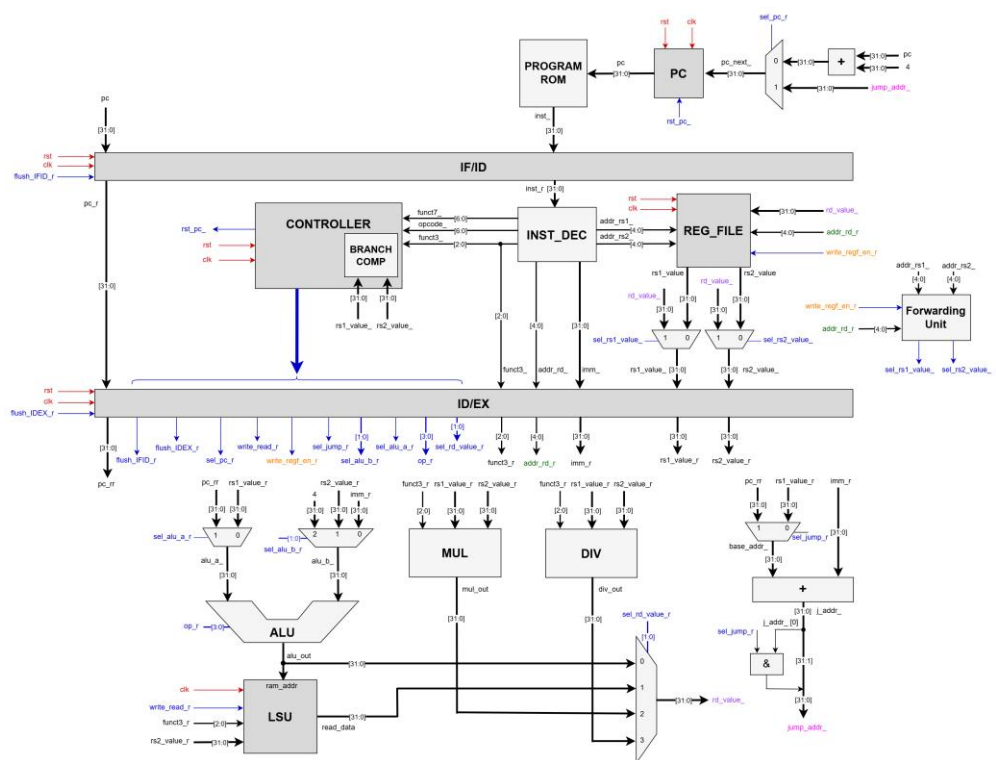 sel_pc_r
rst
clk
PROGRAM
ROM
pc
[31:0]
PC
pc_next_
[31:0]
0
1
[31:0]
+
[31:0]
pc
[31:0]
4
[31:0]
jump_addr_
rst_pc_
pc
[31:0]
inst_
[31:0]
rst
clk
flush_IFID_r
IF/ID
pc_r
[31:0]
inst_r
[31:0]
CONTROLLER
BRANCH
COMP
rst_pc_
rst
clk
[31:0]
[31:0]
rs1_value_
rs2_value_
funct7_
[6:0]
opcode_
[6:0]
funct3_
[2:0]
INST_DEC
addr_rs1_
[4:0]
addr_rs2_
[4:0]
rst
clk
REG_FILE
[31:0]
rd_value_
[4:0]
addr_rd_r
write_regf_en_r
rs1_value
rs2_value
rd_value_
[31:0]
[31:0]
rd_value_
[31:0]
[31:0]
sel_rs1_value_
1
0
1
0
sel_rs2_value_
rs1_value_
[31:0]
rs2_value_
[31:0]
addr_rs1_
addr_rs2_
[4:0]
[4:0]
write_regf_en_r
addr_rd_r
[4:0]
Forwarding
Unit
sel_rs1_value_
sel_rs2_value_
[2:0]
[4:0]
[31:0]
funct3_
addr_rd_
imm_
rst
clk
flush_IDEX_r
ID/EX
[31:0]
pc_rr
flush_IFID_r
flush_IDEX_r
sel_pc_r
write_read_r
write_regf_en_r
sel_jump_r
[1:0]
sel_alu_b_r
sel_alu_a_r
[3:0]
op_r
[1:0]
sel_rd_value_r
[2:0]
funct3_r
[4:0]
addr_rd_r
[31:0]
imm_r
[31:0]
rs1_value_r
[31:0]
rs2_value_r
pc_rr
rs1_value_r
[31:0]
[31:0]
sel_alu_a_r
1
0
alu_a_
[31:0]
rs2_value_r
4
imm_r
[31:0]
[31:0]
[31:0]
[1:0]
sel_alu_b_r
2
1
0
alu_b_
[31:0]
op_r
[3:0]
ALU
alu_out
[31:0]
funct3_r
rs1_value_r
rs2_value_r
[2:0]
[31:0]
[31:0]
MUL
mul_out
[31:0]
funct3_r
rs1_value_r
rs2_value_r
[2:0]
[31:0]
[31:0]
DIV
div_out
[31:0]
clk
write_read_r
funct3_r
[2:0]
rs2_value_r
[31:0]
ram_addr
LSU
[31:0]
read_data
sel_rd_value_r
[1:0]
0
1
2
3
[31:0]
rd_value_
pc_rr
rs1_value_r
imm_r
[31:0]
[31:0]
[31:0]
1
0
sel_jump_r
base_addr_
[31:0]
+
[31:0]
j_addr_
j_addr_ [0]
sel_jump_r
&
[31:1]
[31:0]
jump_addr_